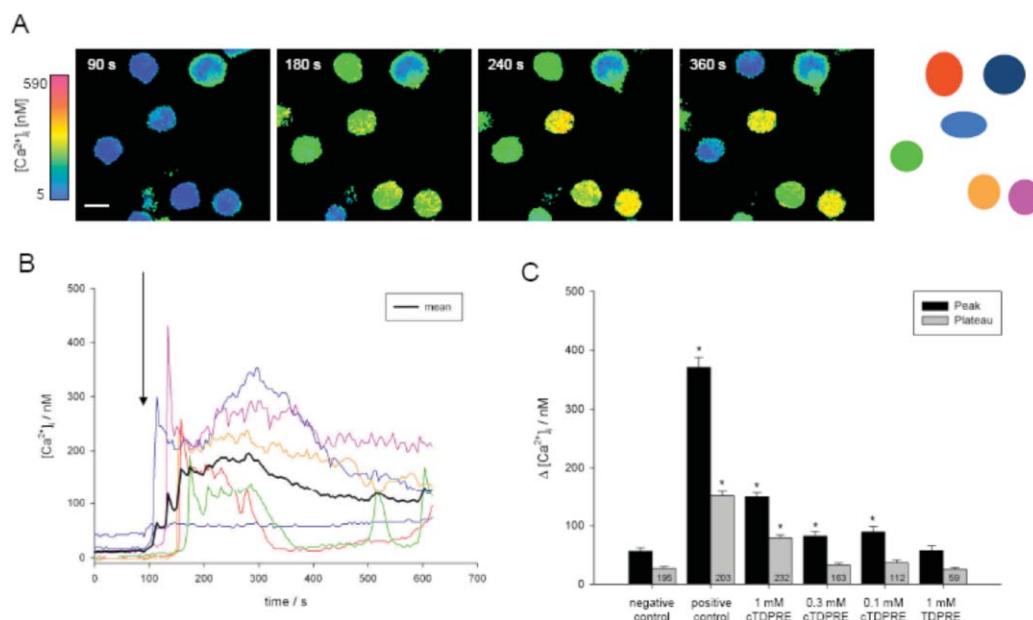 A
90 s
180 s
240 s
360 s
590
[Ca²⁺]ᵢ [nM]
5
B
500
400
300
200
100
0
[Ca²⁺]ᵢ / nM
mean
0 100 200 300 400 500 600 700
time / s
C
500
400
300
200
100
0
Δ [Ca²⁺]ᵢ / nM
Peak
Plateau
* * * * * *
195 203 232 163 112 59
negative control
positive control
1 mM cTDPRE
0.3 mM cTDPRE
0.1 mM cTDPRE
1 mM TDPRE